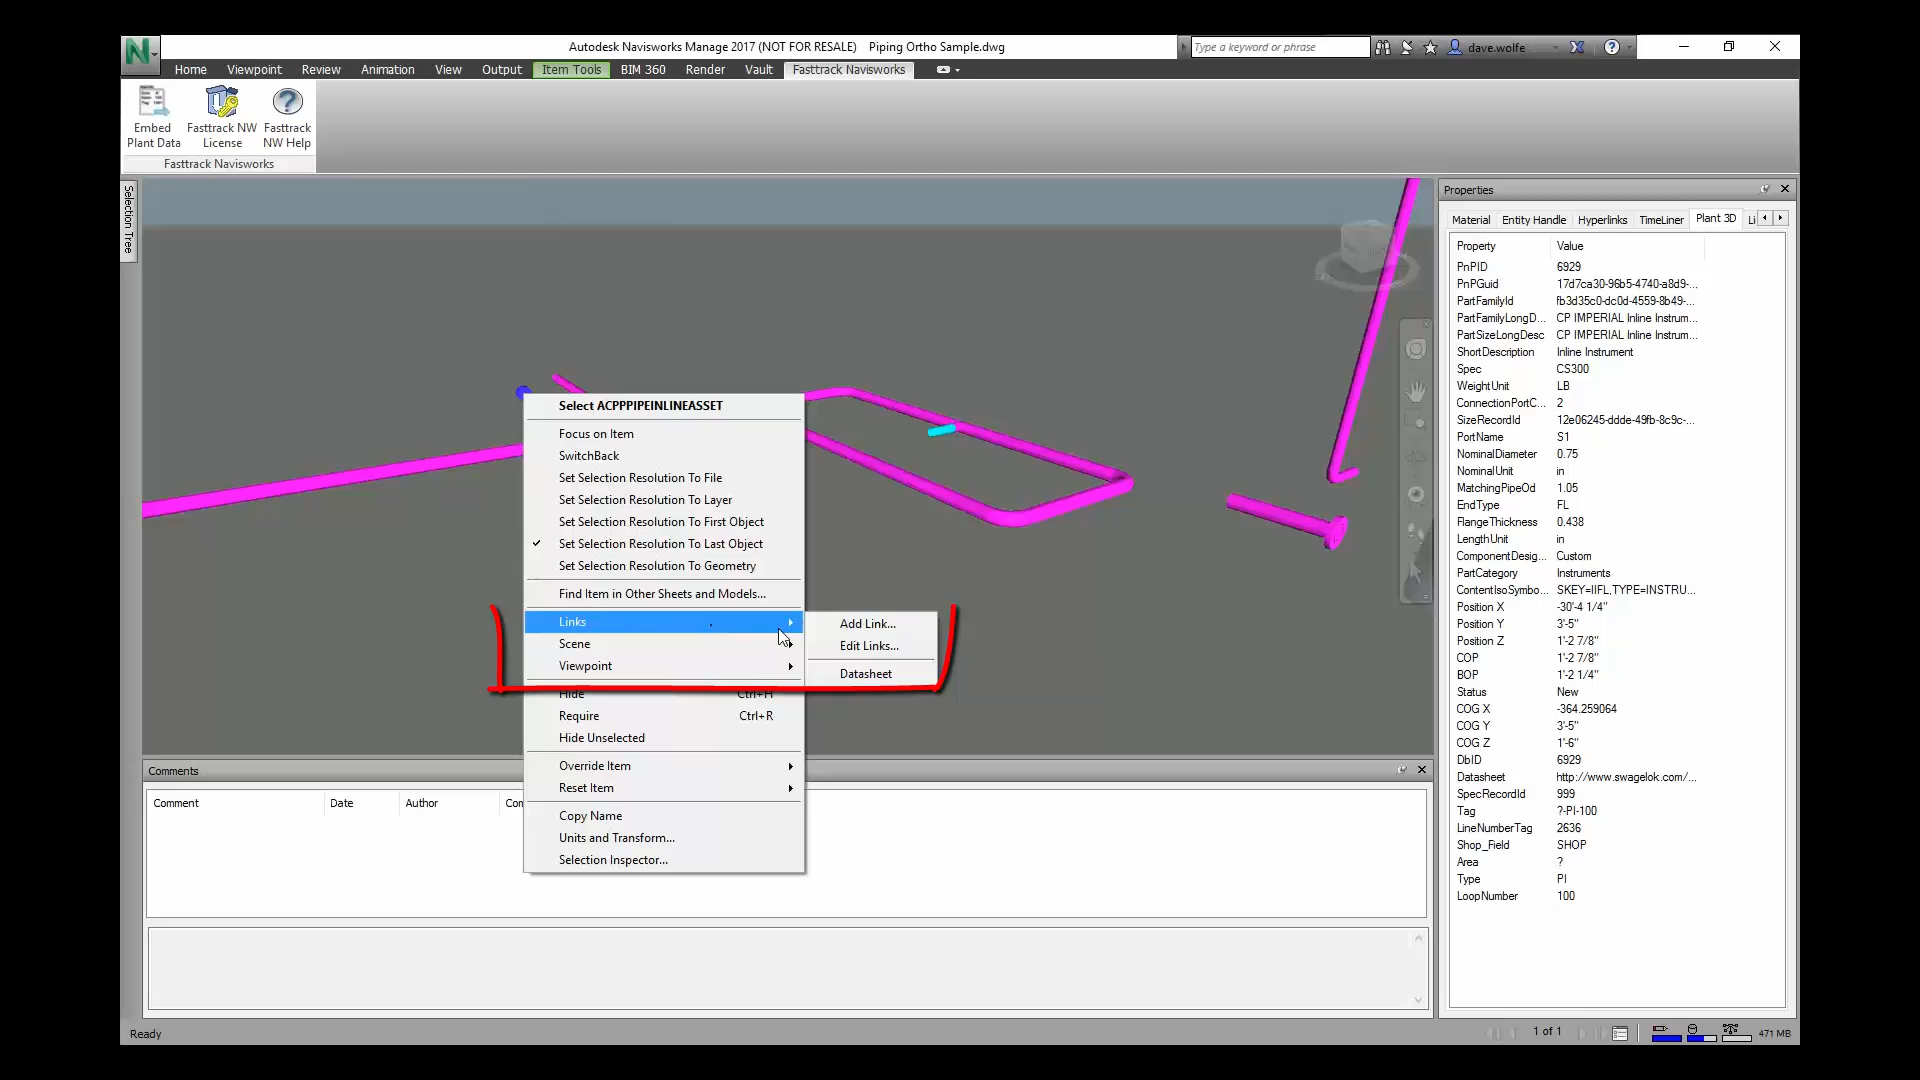 Autodesk Navisworks Manage 2017 (NOT FOR RESALE) Piping Ortho Sample.dwg
Type a keyword or phrase
dave.wolfe
Home Viewpoint Review Animation View Output Item Tools BIM 360 Render Vault Fasttrack Navisworks
Embed Plant Data
Fasttrack NW License
Fasttrack NW Help
Fasttrack Navisworks
Selection Tree
Select ACPPPIPEINLINEASSET
Focus on Item
SwitchBack
Set Selection Resolution To File
Set Selection Resolution To Layer
Set Selection Resolution To First Object
Set Selection Resolution To Last Object
Set Selection Resolution To Geometry
Find Item in Other Sheets and Models...
Links
Scene
Viewpoint
Hide Ctrl+H
Require Ctrl+R
Hide Unselected
Override Item
Reset Item
Copy Name
Units and Transform...
Selection Inspector...
Add Link...
Edit Links...
Datasheet
Comments
Comment Date Author Con
Properties
Material Entity Handle Hyperlinks TimeLiner Plant 3D Li
Property Value
PnPID 6929
PnPGuid 17d7ca30-96b5-4740-a8d9-...
PartFamilyId fb3d35c0-dc0d-4559-8b49-...
PartFamilyLongD... CP IMPERIAL Inline Instrum...
PartSizeLongDesc CP IMPERIAL Inline Instrum...
ShortDescription Inline Instrument
Spec CS300
WeightUnit LB
ConnectionPortC... 2
SizeRecordId 12e06245-ddde-49fb-8c9c-...
PortName S1
NominalDiameter 0.75
NominalUnit in
MatchingPipeOd 1.05
EndType FL
FlangeThickness 0.438
LengthUnit in
ComponentDesig... Custom
PartCategory Instruments
ContentIsoSymbo... SKEY=IIFL,TYPE=INSTRU...
Position X -30'-4 1/4"
Position Y 3'-5"
Position Z 1'-2 7/8"
COP 1'-2 7/8"
BOP 1'-2 1/4"
Status New
COG X -364.259064
COG Y 3'-5"
COG Z 1'-6"
DbID 6929
Datasheet http://www.swagelok.com/...
SpecRecordId 999
Tag ?-PI-100
LineNumberTag 2636
Shop_Field SHOP
Area ?
Type PI
LoopNumber 100
Ready
1 of 1
471 MB